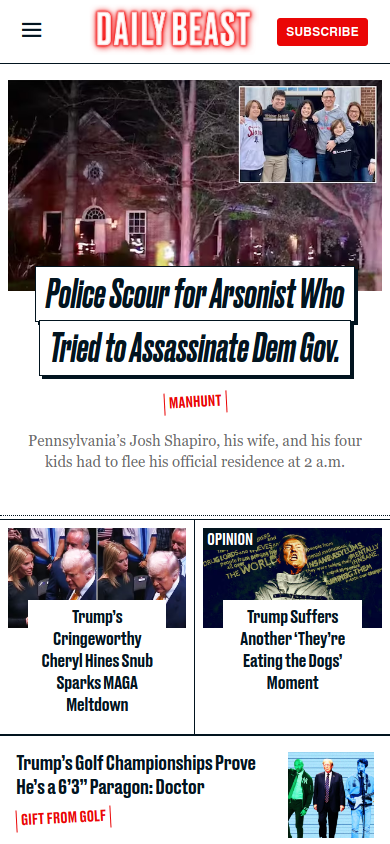 DAILY BEAST
SUBSCRIBE
Police Scour for Arsonist Who
Tried to Assassinate Dem Gov.
MANHUNT
Pennsylvania’s Josh Shapiro, his wife, and his four
kids had to flee his official residence at 2 a.m.
Trump’s
Cringeworthy
Cheryl Hines Snub
Sparks MAGA
Meltdown
OPINION
THE WORLD
Trump Suffers
Another ‘They’re
Eating the Dogs’
Moment
Trump’s Golf Championships Prove
He’s a 6’3” Paragon: Doctor
GIFT FROM GOLF